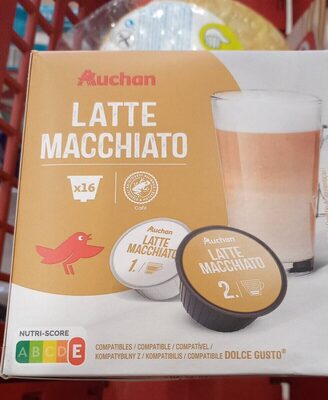 Auchan
LATTE
MACCHIATO
x16
Café
Auchan
LATTE
MACCHIATO
1.
Auchan
LATTE
MACCHIATO
2.
NUTRI-SCORE
A B C D E
COMPATIBLES / COMPATIBLE / COMPATÍVEL /
KOMPATYBILNY Z / KOMPATIBILIS / COMPATIBILE DOLCE GUSTO®